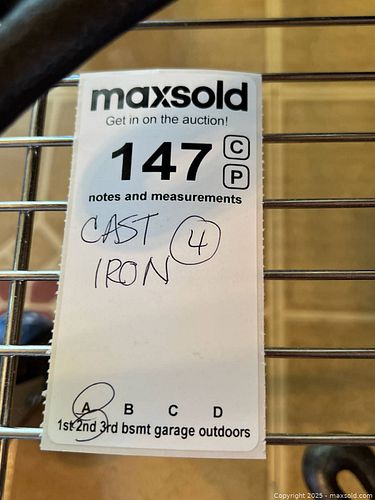 maxsold
Get in on the auction!
147 C
P
notes and measurements
CAST 4
IRON
A B C D
1st 2nd 3rd bsmt garage outdoors
Copyright 2025 - maxsold.com